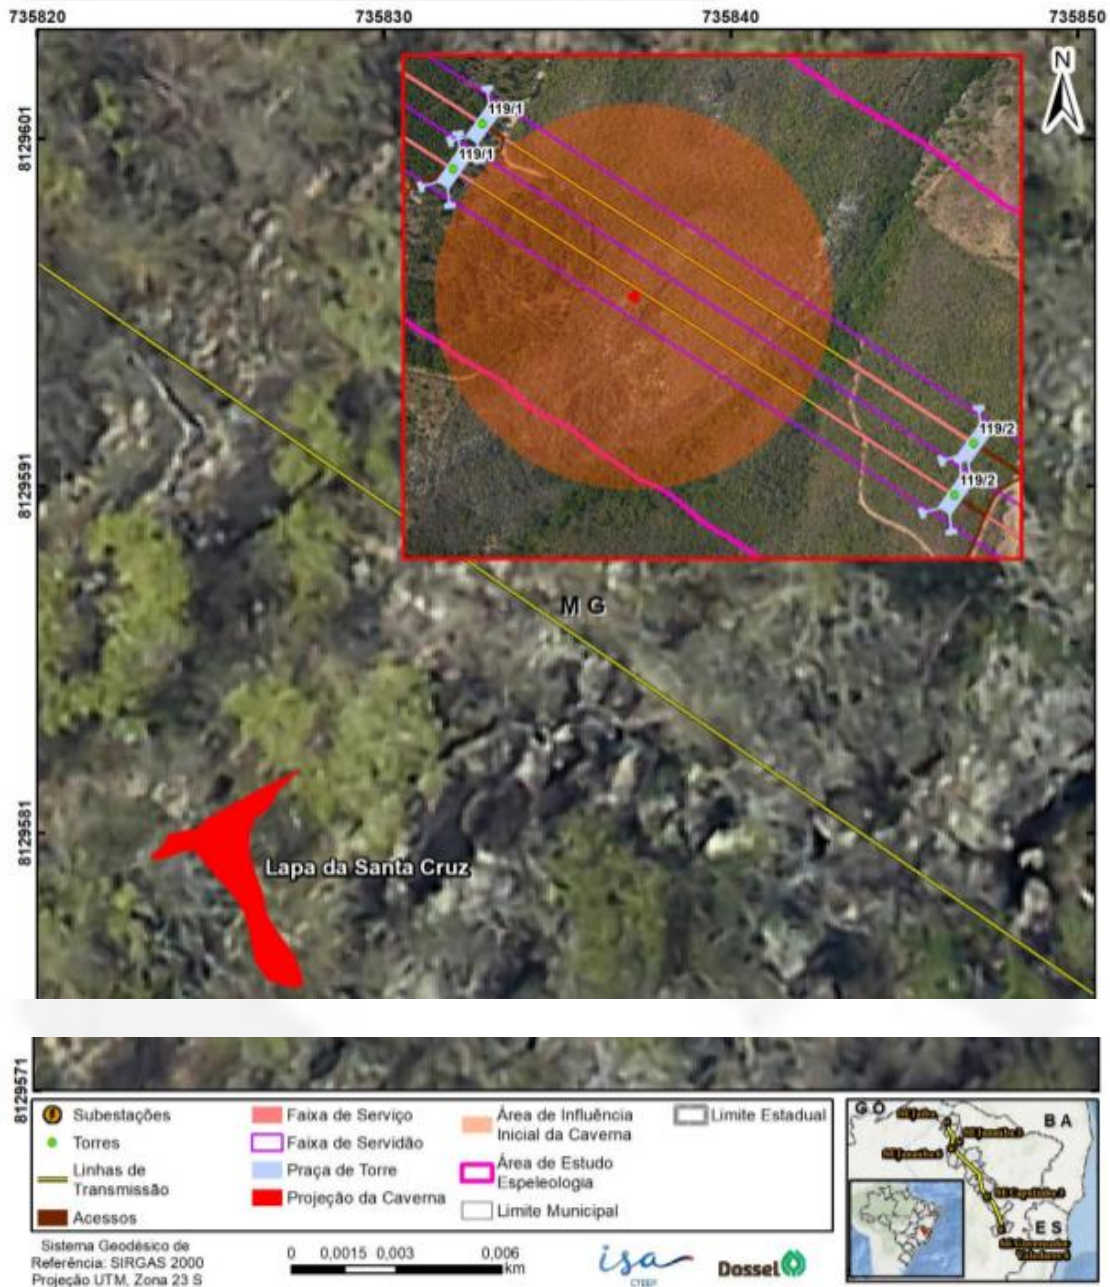 735820 735830 735840 735850
N
8129601
119/1
119/1
119/2
119/2
8129591
M G
8129581
Lapa da Santa Cruz
8129571
Subestações
Torres
Linhas de
Transmissão
Acessos
Faixa de Serviço
Faixa de Servidão
Praça de Torre
Projeção da Caverna
Área de Influência
Inicial da Caverna
Área de Estudo
Espeleologia
Limite Municipal
Limite Estadual
G O
B A
E S
Sistema Geodésico de
Referência: SIRGAS 2000
Projeção UTM, Zona 23 S
0 0,0015 0,003 0,006
km
isa
CTEEP
Dossel